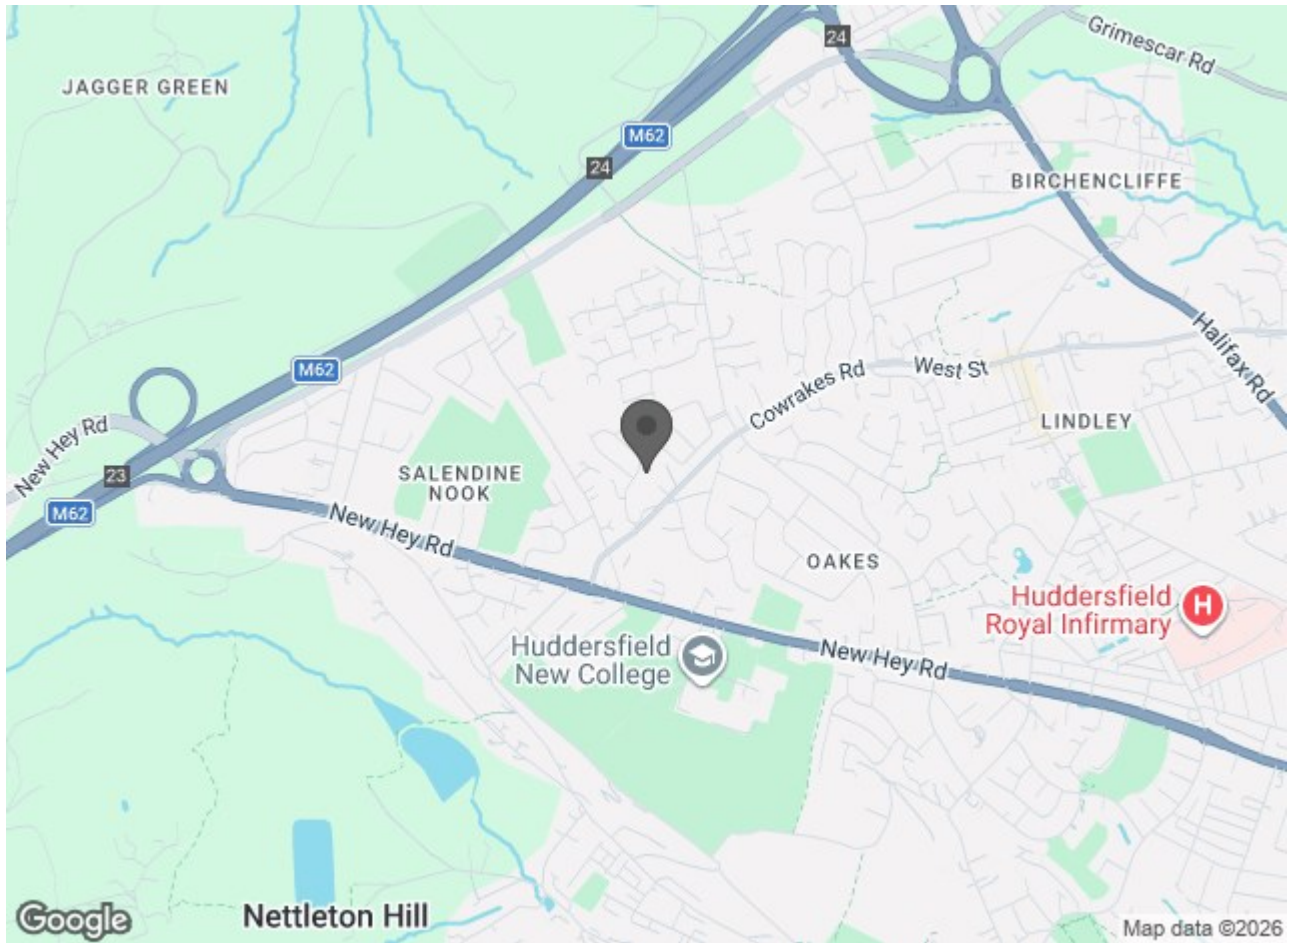 24
Grimescar Rd
JAGGER GREEN
M62
24
BIRCHENCLIFFE
Halifax Rd
M62
West St
Cowrakes Rd
New Hey Rd
LINDLEY
23
SALENDINE
NOOK
M62
New Hey Rd
OAKES
Huddersfield
Royal Infirmary
H
Huddersfield
New College
New Hey Rd
Nettleton Hill
Google
Map data ©2026